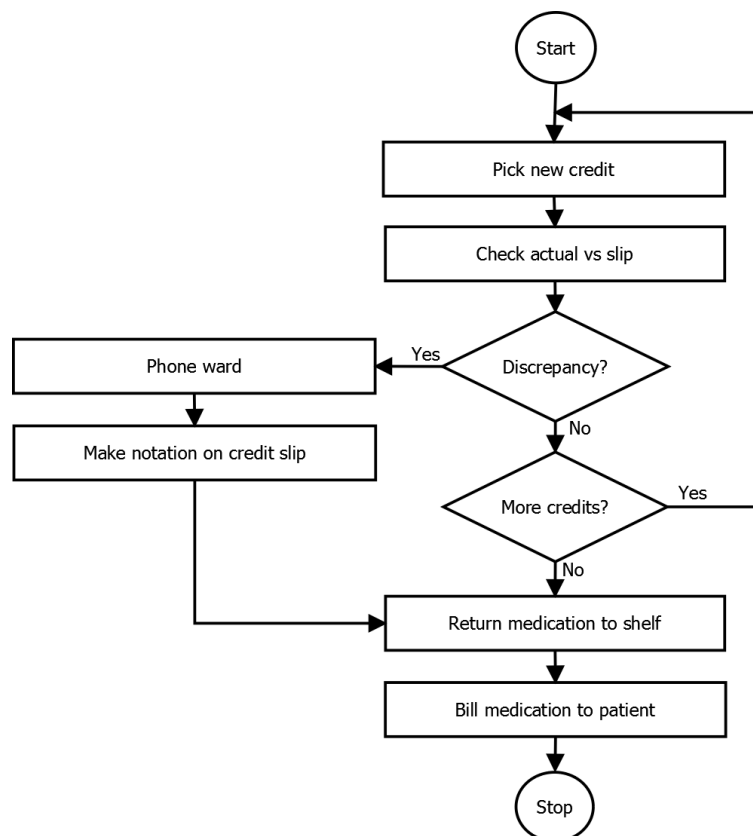 Start
Pick new credit
Check actual vs slip
Discrepancy?
Yes
Phone ward
Make notation on credit slip
No
More credits?
Yes
No
Return medication to shelf
Bill medication to patient
Stop